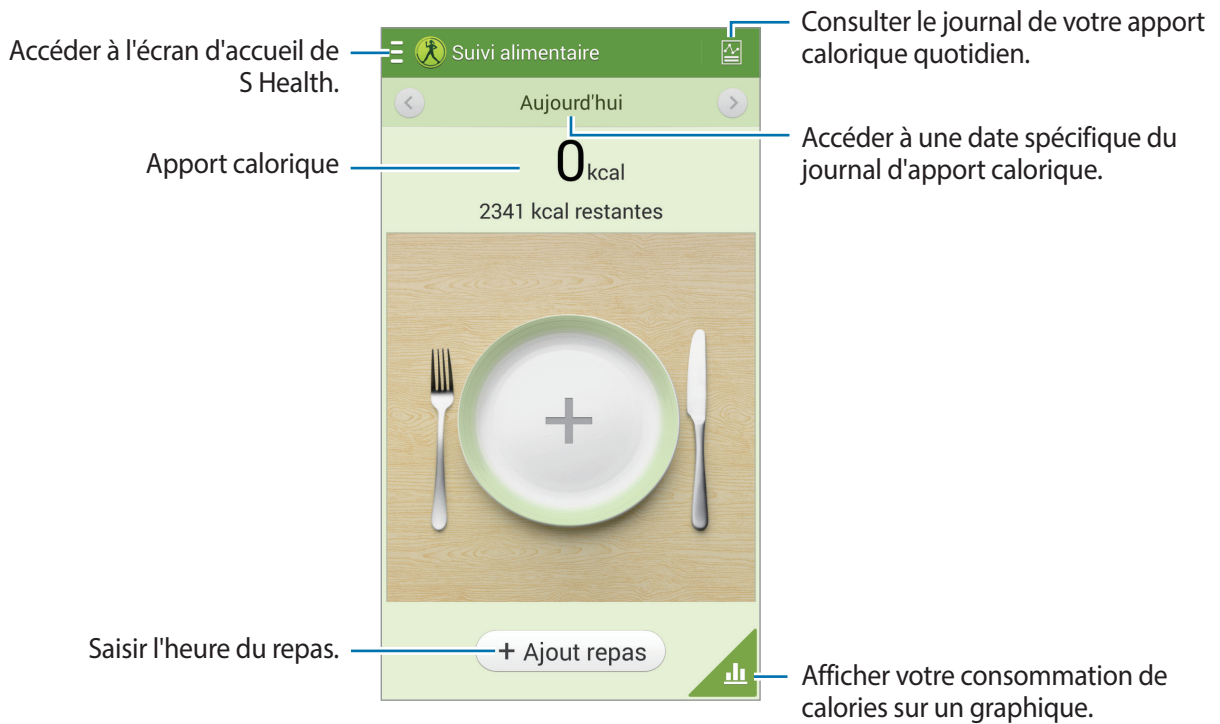 Consulter le journal de votre apport
calorique quotidien.
Accéder à l'écran d'accueil de
S Health.
Suivi alimentaire
Aujourd'hui
Accéder à une date spécifique du
journal d'apport calorique.
Apport calorique
0 kcal
2341 kcal restantes
Saisir l'heure du repas.
+ Ajout repas
Afficher votre consommation de
calories sur un graphique.